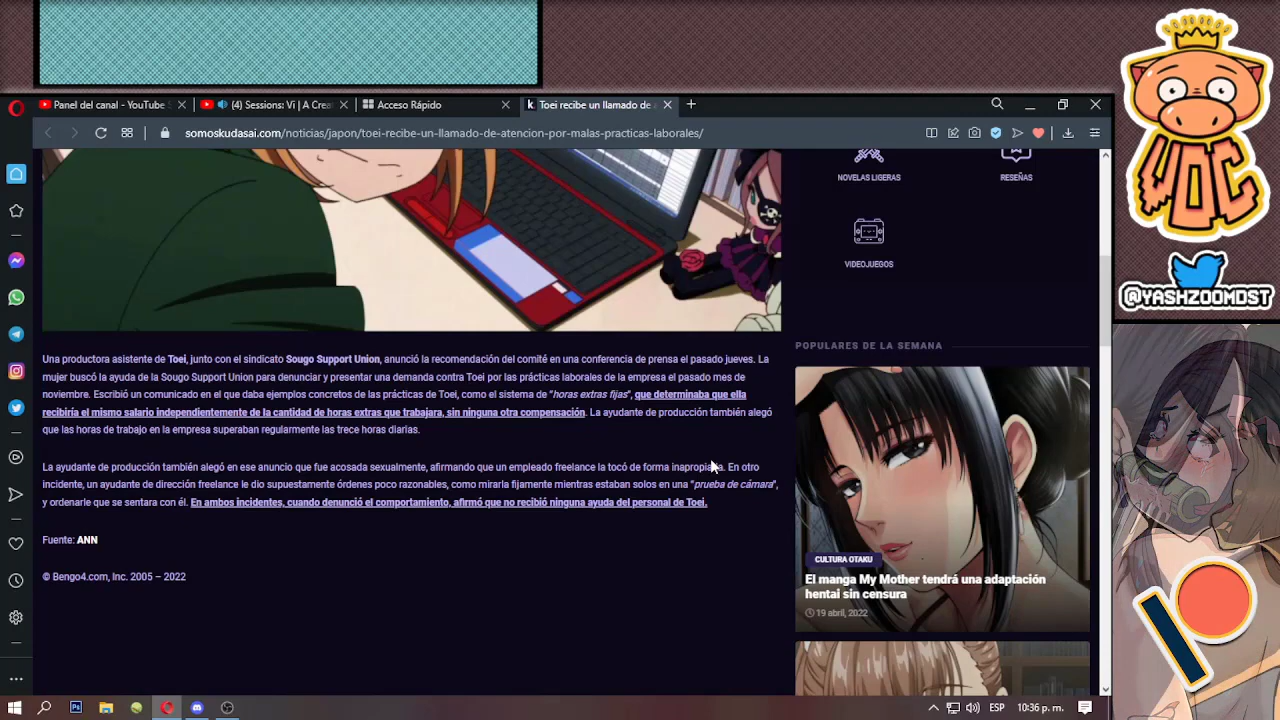 Panel del canal - YouTube S
(4) Sessions: Vi | A Crea
Acceso Rápido
Toei recibe un llamado de a
somoskudasai.com/noticias/japon/toei-recibe-un-llamado-de-atencion-por-malas-practicas-laborales/
NOVELAS LIGERAS
RESEÑAS
VIDEOJUEGOS
WOC
@YASHZOOMDST
Una productora asistente de Toei, junto con el sindicato Sougo Support Union, anunció la recomendación del comité en una conferencia de prensa el pasado jueves. La
mujer buscó la ayuda de la Sougo Support Union para denunciar y presentar una demanda contra Toei por las prácticas laborales de la empresa el pasado mes de
noviembre. Escribió un comunicado en el que daba ejemplos concretos de las prácticas de Toei, como el sistema de "horas extras fijas", que determinaba que ella
recibiría el mismo salario independientemente de la cantidad de horas extras que trabajara, sin ninguna otra compensación. La ayudante de producción también alegó
que las horas de trabajo en la empresa superaban regularmente las trece horas diarias.
La ayudante de producción también alegó en ese anuncio que fue acosada sexualmente, afirmando que un empleado freelance la tocó de forma inapropiada. En otro
incidente, un ayudante de dirección freelance le dio supuestamente órdenes poco razonables, como mirarla fijamente mientras estaban solos en una "prueba de cámara",
y ordenarle que se sentara con él. En ambos incidentes, cuando denunció el comportamiento, afirmó que no recibió ninguna ayuda del personal de Toei.
Fuente: ANN
© Bengo4.com, Inc. 2005 – 2022
POPULARES DE LA SEMANA
CULTURA OTAKU
El manga My Mother tendrá una adaptación
hentai sin censura
19 abril, 2022
ESP
10:36 p. m.